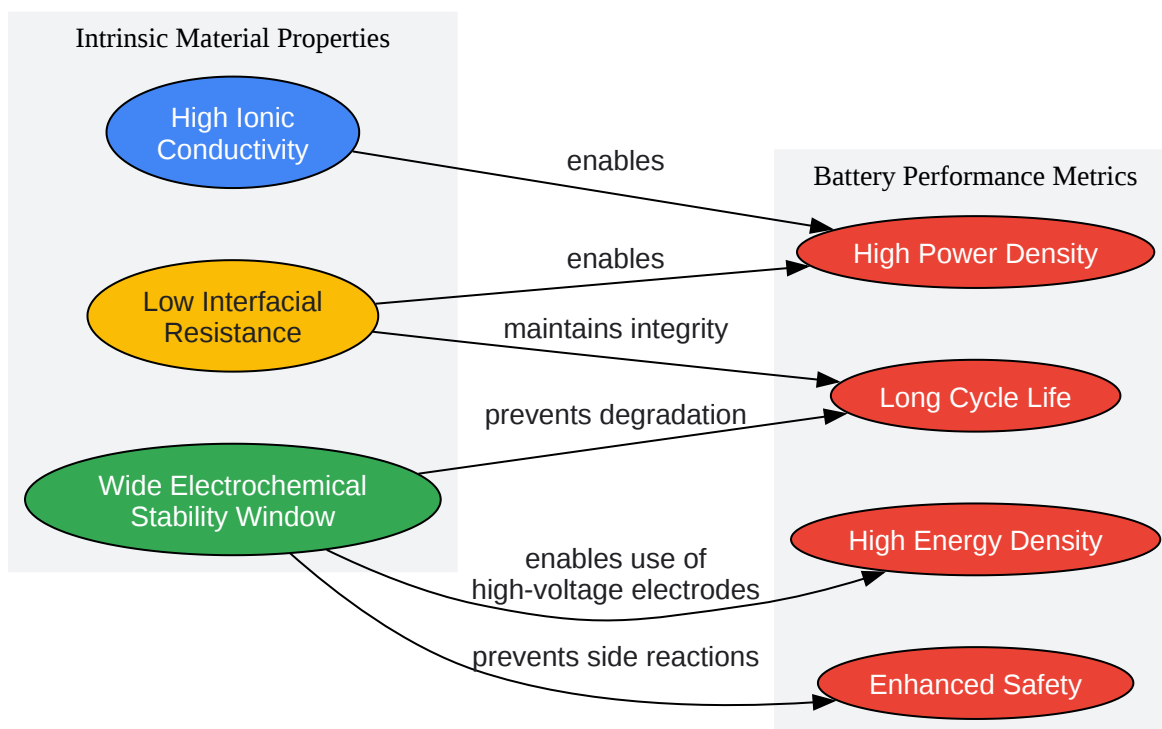 Intrinsic Material Properties
High Ionic
Conductivity
enables
Battery Performance Metrics
High Power Density
enables
Low Interfacial
Resistance
maintains integrity
Long Cycle Life
prevents degradation
Wide Electrochemical
Stability Window
High Energy Density
enables use of
high-voltage electrodes
prevents side reactions
Enhanced Safety